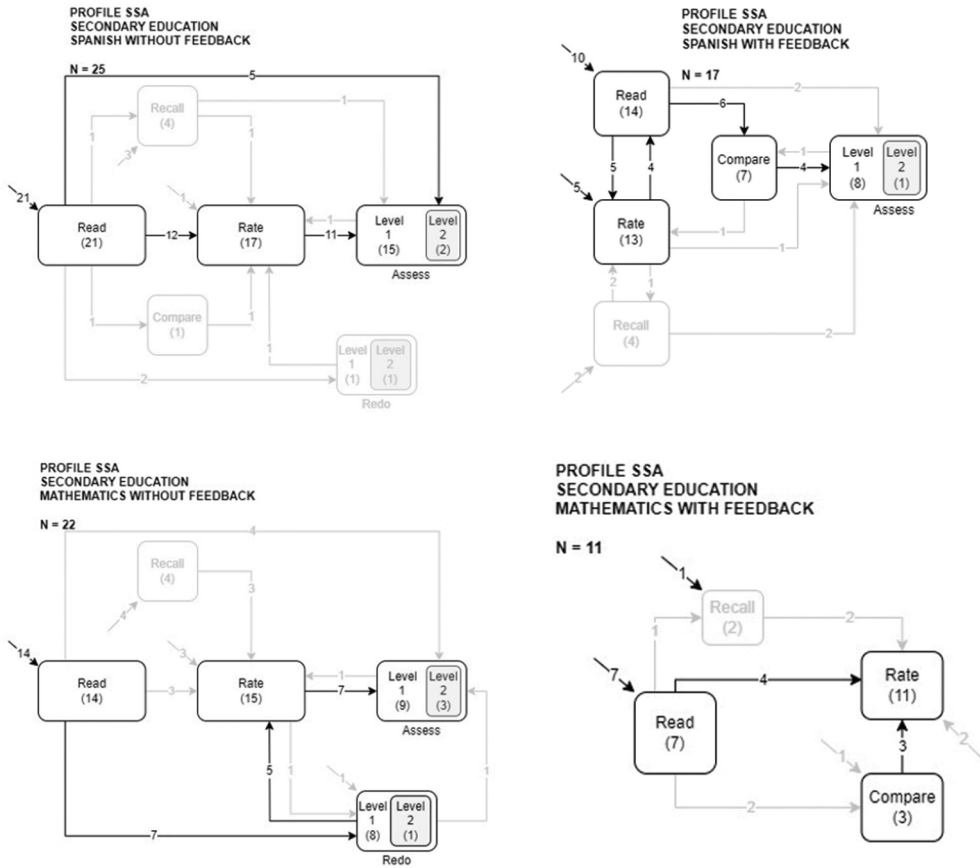 PROFILE SSA
SECONDARY EDUCATION
SPANISH WITHOUT FEEDBACK
N = 25
5
Recall
(4)
1
1
1
3
21
1
Read
(21)
12
Rate
(17)
1
11
Level
1
(15)
Level
2
(2)
Assess
1
Compare
(1)
1
1
2
Level
1
(1)
Level
2
(1)
Redo
PROFILE SSA
SECONDARY EDUCATION
SPANISH WITH FEEDBACK
10
N = 17
Read
(14)
2
6
5
4
Compare
(7)
1
4
Level
1
(8)
Level
2
(1)
Assess
5
Rate
(13)
1
1
2
1
Recall
(4)
2
2
PROFILE SSA
SECONDARY EDUCATION
MATHEMATICS WITHOUT FEEDBACK
N = 22
4
Recall
(4)
3
4
14
3
Read
(14)
3
Rate
(15)
1
7
Level
1
(9)
Level
2
(3)
Assess
5
1
1
1
7
Level
1
(8)
Level
2
(1)
Redo
PROFILE SSA
SECONDARY EDUCATION
MATHEMATICS WITH FEEDBACK
N = 11
1
Recall
(2)
1
2
7
4
Rate
(11)
Read
(7)
3
2
1
2
Compare
(3)